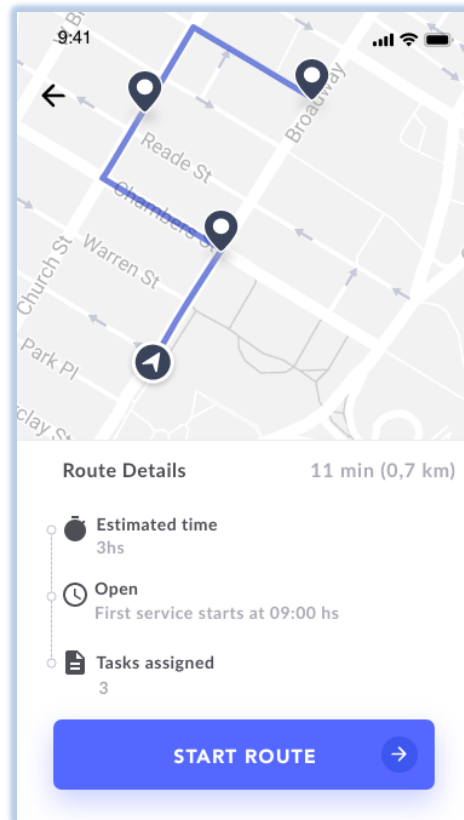 9:41
Broadway
Reade St
Chambers St
Warren St
Church St
Park Pl
clay S
Route Details
11 min (0,7 km)
Estimated time
3hs
Open
First service starts at 09:00 hs
Tasks assigned
3
START ROUTE